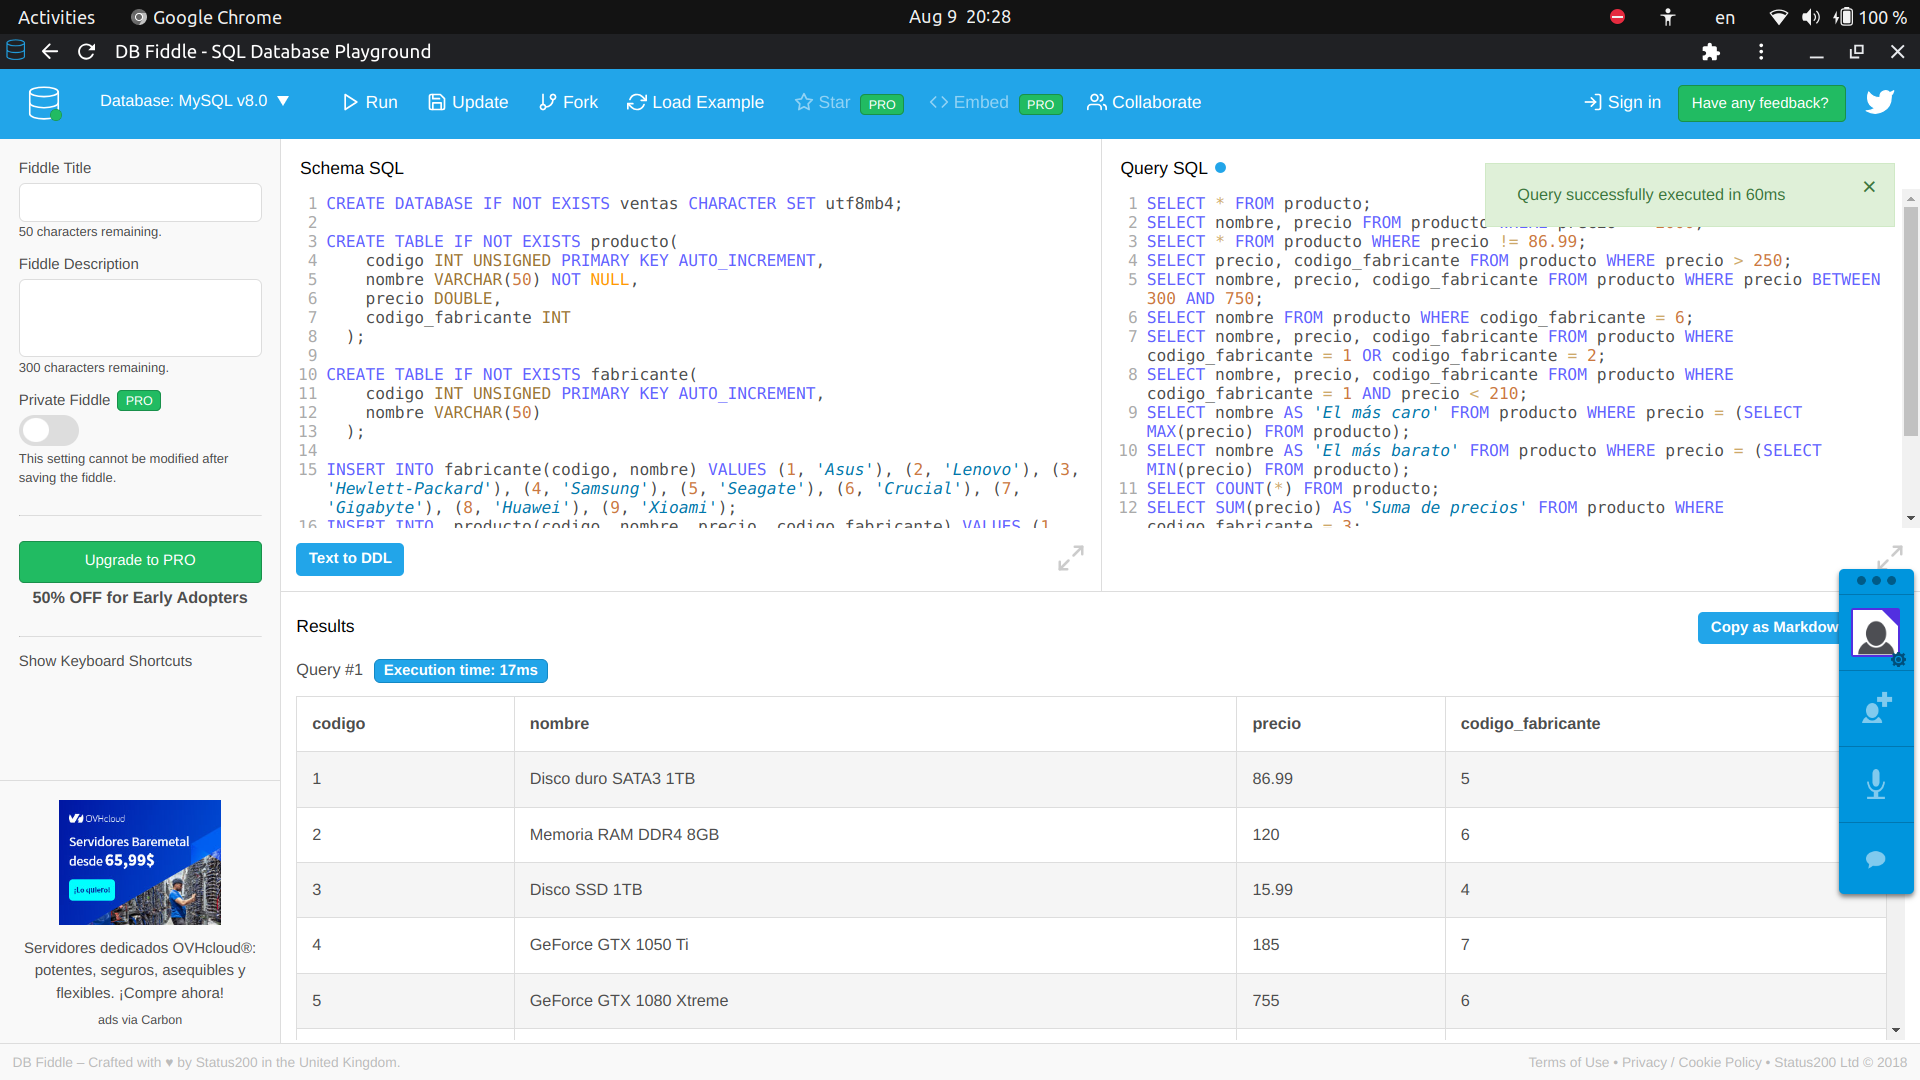 Activities
Google Chrome
Aug 9 20:28
en
100 %
DB Fiddle - SQL Database Playground
Database: MySQL v8.0 ▼
Run
Update
Fork
Load Example
Star PRO
Embed PRO
Collaborate
Sign in
Have any feedback?
Fiddle Title
50 characters remaining.
Fiddle Description
300 characters remaining.
Private Fiddle PRO
This setting cannot be modified after
saving the fiddle.
Upgrade to PRO
50% OFF for Early Adopters
Show Keyboard Shortcuts
OVHcloud
Servidores Baremetal
desde 65,99$
¡Lo quiero!
Servidores dedicados OVHcloud®:
potentes, seguros, asequibles y
flexibles. ¡Compre ahora!
ads via Carbon
Schema SQL
1 CREATE DATABASE IF NOT EXISTS ventas CHARACTER SET utf8mb4;
2
3 CREATE TABLE IF NOT EXISTS producto(
4 codigo INT UNSIGNED PRIMARY KEY AUTO_INCREMENT,
5 nombre VARCHAR(50) NOT NULL,
6 precio DOUBLE,
7 codigo_fabricante INT
8 );
9
10 CREATE TABLE IF NOT EXISTS fabricante(
11 codigo INT UNSIGNED PRIMARY KEY AUTO_INCREMENT,
12 nombre VARCHAR(50)
13 );
14
15 INSERT INTO fabricante(codigo, nombre) VALUES (1, 'Asus'), (2, 'Lenovo'), (3,
'Hewlett-Packard'), (4, 'Samsung'), (5, 'Seagate'), (6, 'Crucial'), (7,
'Gigabyte'), (8, 'Huawei'), (9, 'Xioami');
16 INSERT INTO producto(codigo, nombre, precio, codigo_fabricante) VALUES (1,
Text to DDL
Query SQL
Query successfully executed in 60ms
×
1 SELECT * FROM producto;
2 SELECT nombre, precio FROM producto
3 SELECT * FROM producto WHERE precio != 86.99;
4 SELECT precio, codigo_fabricante FROM producto WHERE precio > 250;
5 SELECT nombre, precio, codigo_fabricante FROM producto WHERE precio BETWEEN
300 AND 750;
6 SELECT nombre FROM producto WHERE codigo_fabricante = 6;
7 SELECT nombre, precio, codigo_fabricante FROM producto WHERE
codigo_fabricante = 1 OR codigo_fabricante = 2;
8 SELECT nombre, precio, codigo_fabricante FROM producto WHERE
codigo_fabricante = 1 AND precio < 210;
9 SELECT nombre AS 'El más caro' FROM producto WHERE precio = (SELECT
MAX(precio) FROM producto);
10 SELECT nombre AS 'El más barato' FROM producto WHERE precio = (SELECT
MIN(precio) FROM producto);
11 SELECT COUNT(*) FROM producto;
12 SELECT SUM(precio) AS 'Suma de precios' FROM producto WHERE
codigo_fabricante = 3;
Results
Copy as Markdow
Query #1
Execution time: 17ms
codigo nombre precio codigo_fabricante
1 Disco duro SATA3 1TB 86.99 5
2 Memoria RAM DDR4 8GB 120 6
3 Disco SSD 1TB 15.99 4
4 GeForce GTX 1050 Ti 185 7
5 GeForce GTX 1080 Xtreme 755 6
DB Fiddle – Crafted with ♥ by Status200 in the United Kingdom.
Terms of Use • Privacy / Cookie Policy • Status200 Ltd © 2018